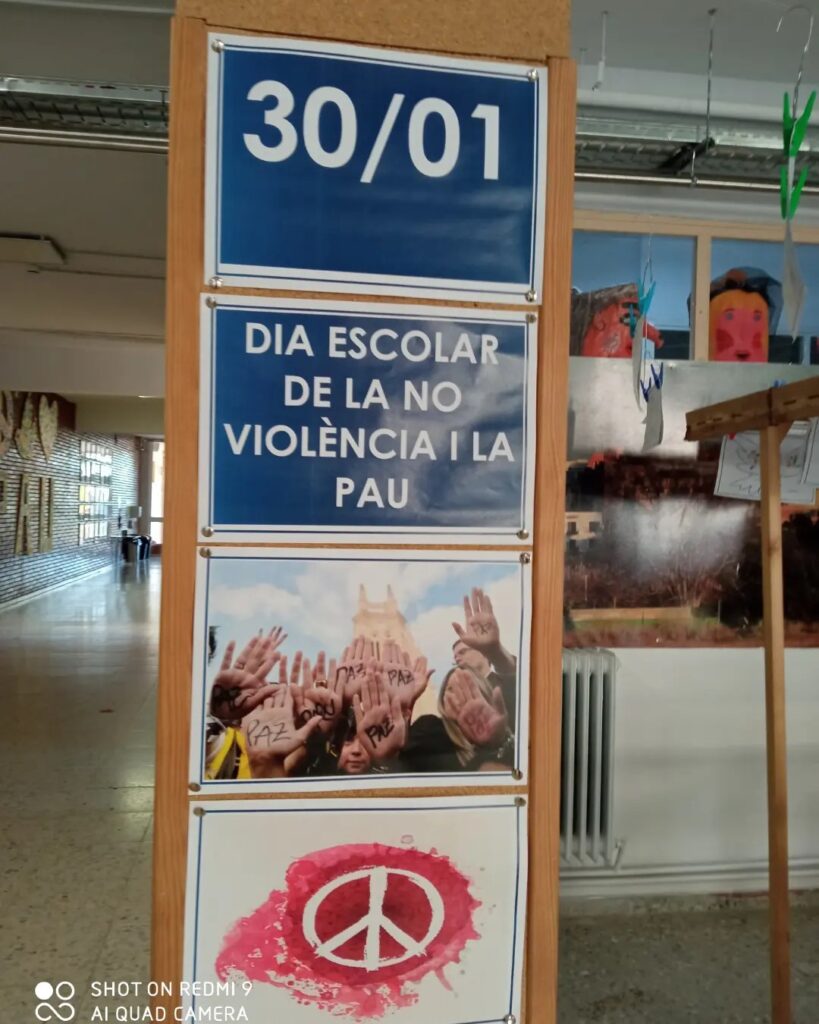 30/01
DIA ESCOLAR
DE LA NO
VIOLÈNCIA I LA
PAU
PAZ
PAZ
PAZ
PAZ
SHOT ON REDMI 9
AI QUAD CAMERA